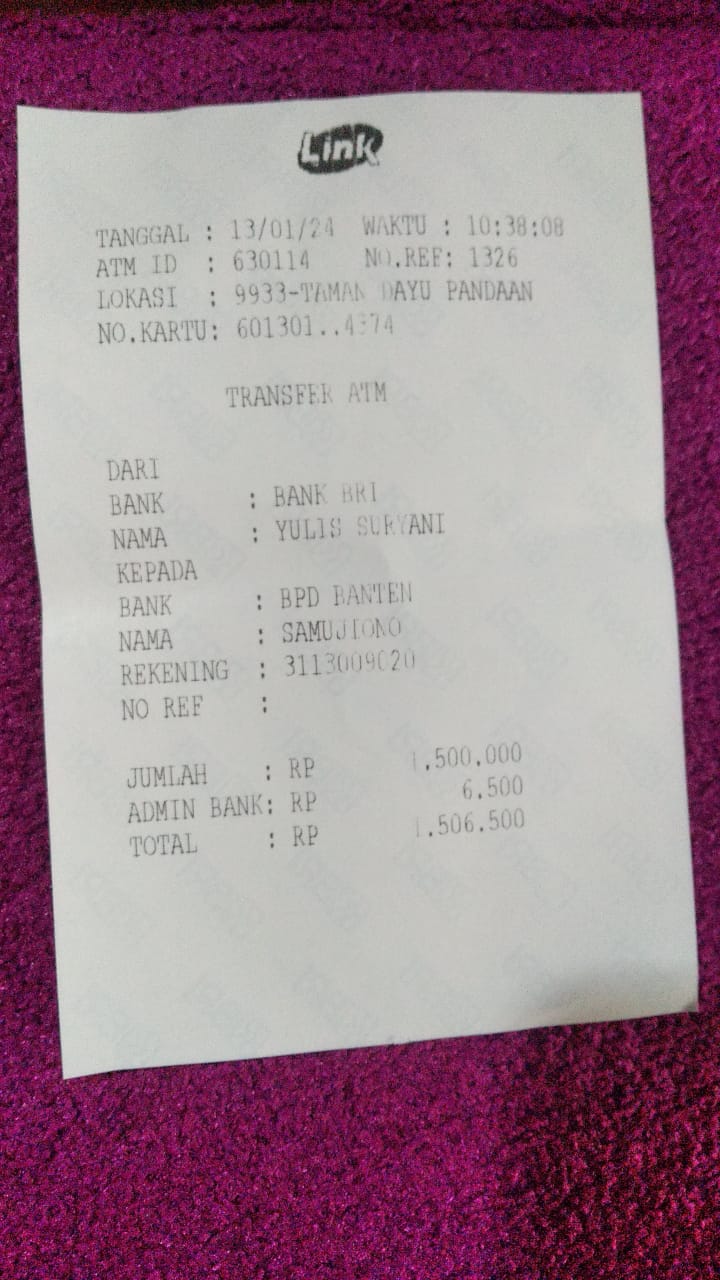 Link
TANGGAL : 13/01/24 WAKTU : 10:38:08
ATM ID : 630114 NO.REF: 1326
LOKASI : 9933-TAMAN DAYU PANDAAN
NO.KARTU: 601301..4374
TRANSFER ATM
DARI
BANK : BANK BRI
NAMA : YULIS SURYANI
KEPADA
BANK : BPD BANTEN
NAMA : SAMUJIONO
REKENING : 3113009020
NO REF :
JUMLAH : RP 1.500.000
ADMIN BANK: RP 6.500
TOTAL : RP 1.506.500